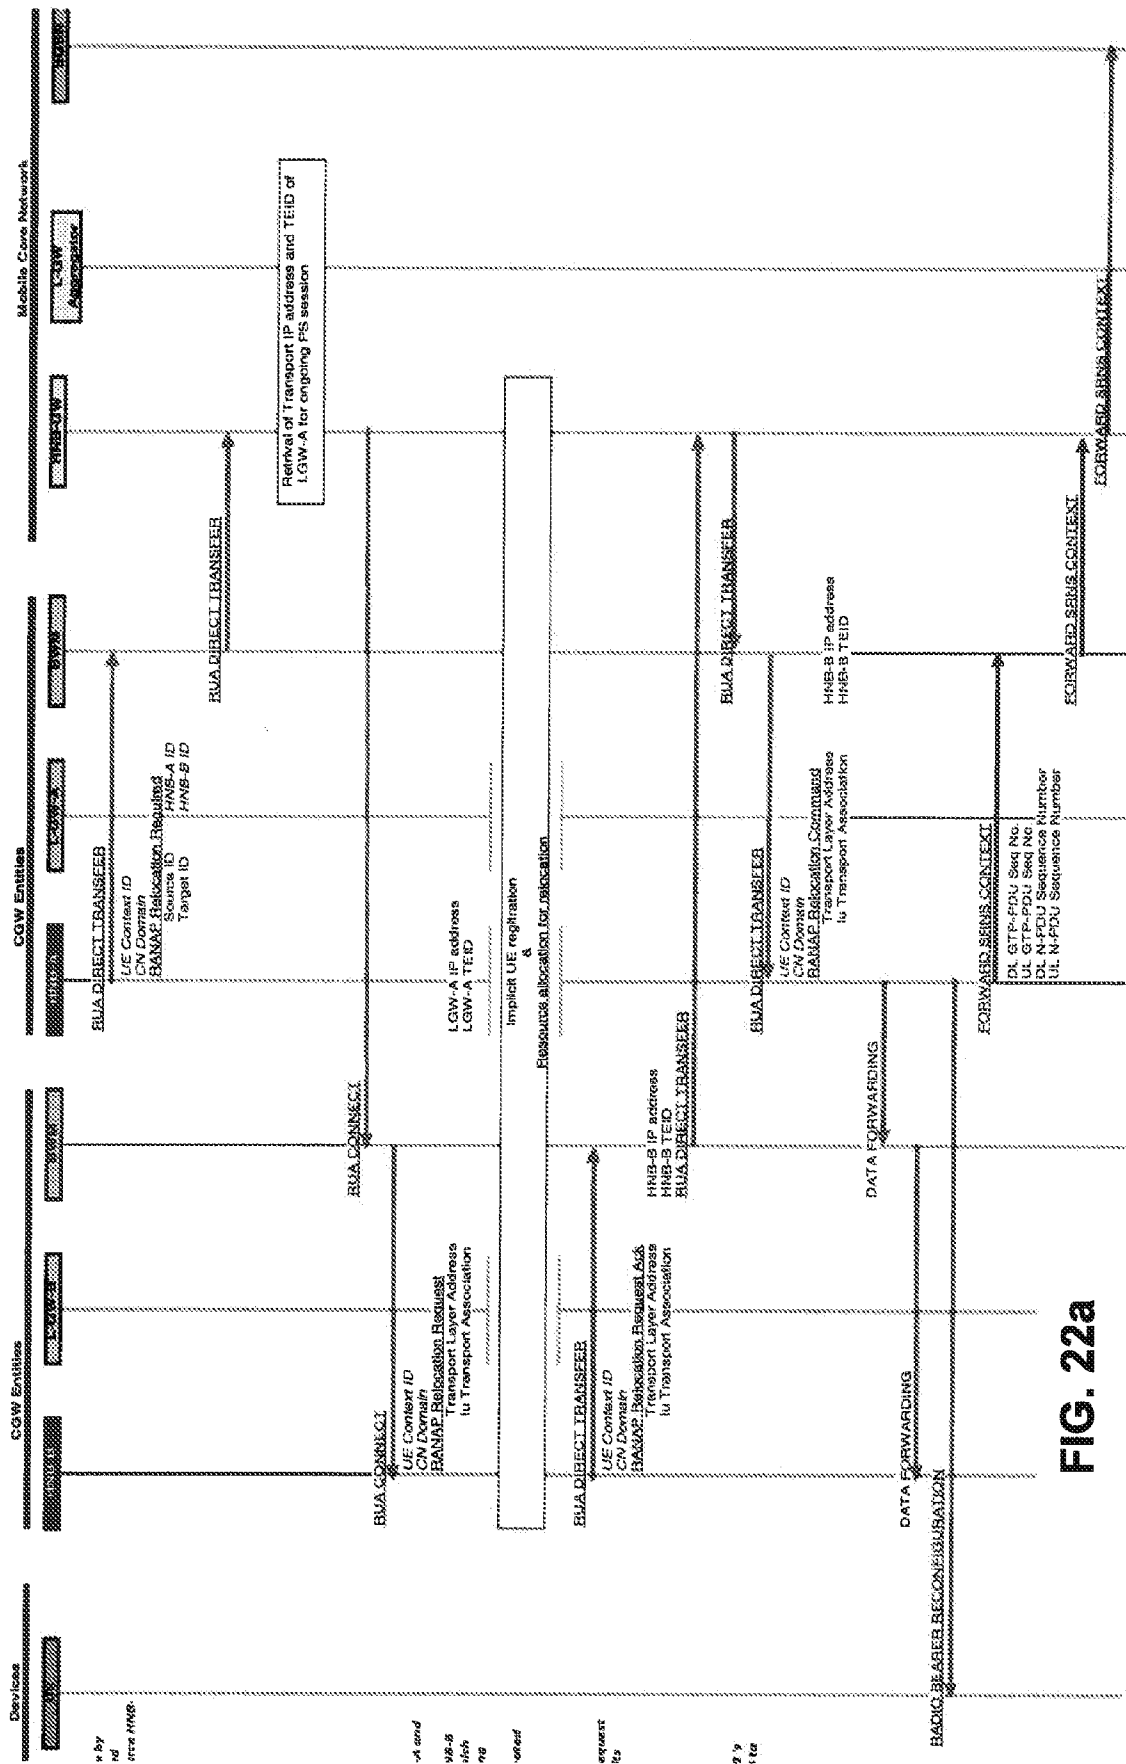 Devices
CGW Entities
CGW Entities
Mobile Core Network
HNB-GW
L-GW
Aggregator
RUA DIRECT TRANSFER
UE Context ID
CN Domain
RANAP Relocation Required
Source ID HNB-A ID
Target ID HNB-B ID
RUA DIRECT TRANSFER
Retrival of Transport IP address and TEID of
LGW-A for ongoing PS session
RUA CONNECT
RUA CONNECT
UE Context ID
CN Domain
RANAP Relocation Request
Transport Layer Address
Iu Transport Association
LGW-A IP address
LGW-A TEID
Implicit UE regitration
&
Resource allocation for relocation
RUA DIRECT TRANSFER
UE Context ID
CN Domain
RANAP Relocation Request Ack
Transport Layer Address
Iu Transport Association
HNB-B IP address
HNB-B TEID
RUA DIRECT TRANSFER
RUA DIRECT TRANSFER
RUA DIRECT TRANSFER
UE Context ID
CN Domain
RANAP Relocation Command
Transport Layer Address
Iu Transport Association
HNB-B IP address
HNB-B TEID
DATA FORWARDING
DATA FORWARDING
RADIO BEARER RECONFIGURATION
FORWARD SRNS CONTEXT
DL GTP-PDU Seq No.
UL GTP-PDU Seq No.
DL N-PDU Sequence Number
UL N-PDU Sequence Number
FORWARD SRNS CONTEXT
FORWARD SRNS CONTEXT
FIG. 22a